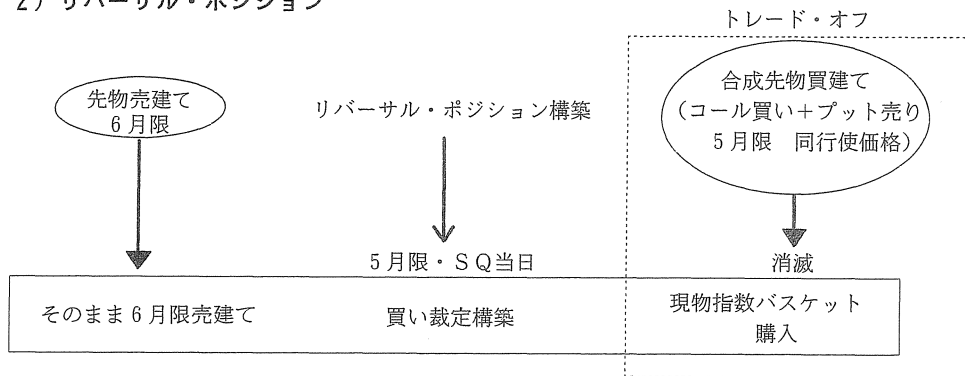 2）リバーサル・ポジション
トレード・オフ
先物売建て
6月限
リバーサル・ポジション構築
合成先物買建て
（コール買い＋プット売り
5月限　同行使価格）
5月限・SQ当日
消滅
そのまま6月限売建て
買い裁定構築
現物指数バスケット
購入